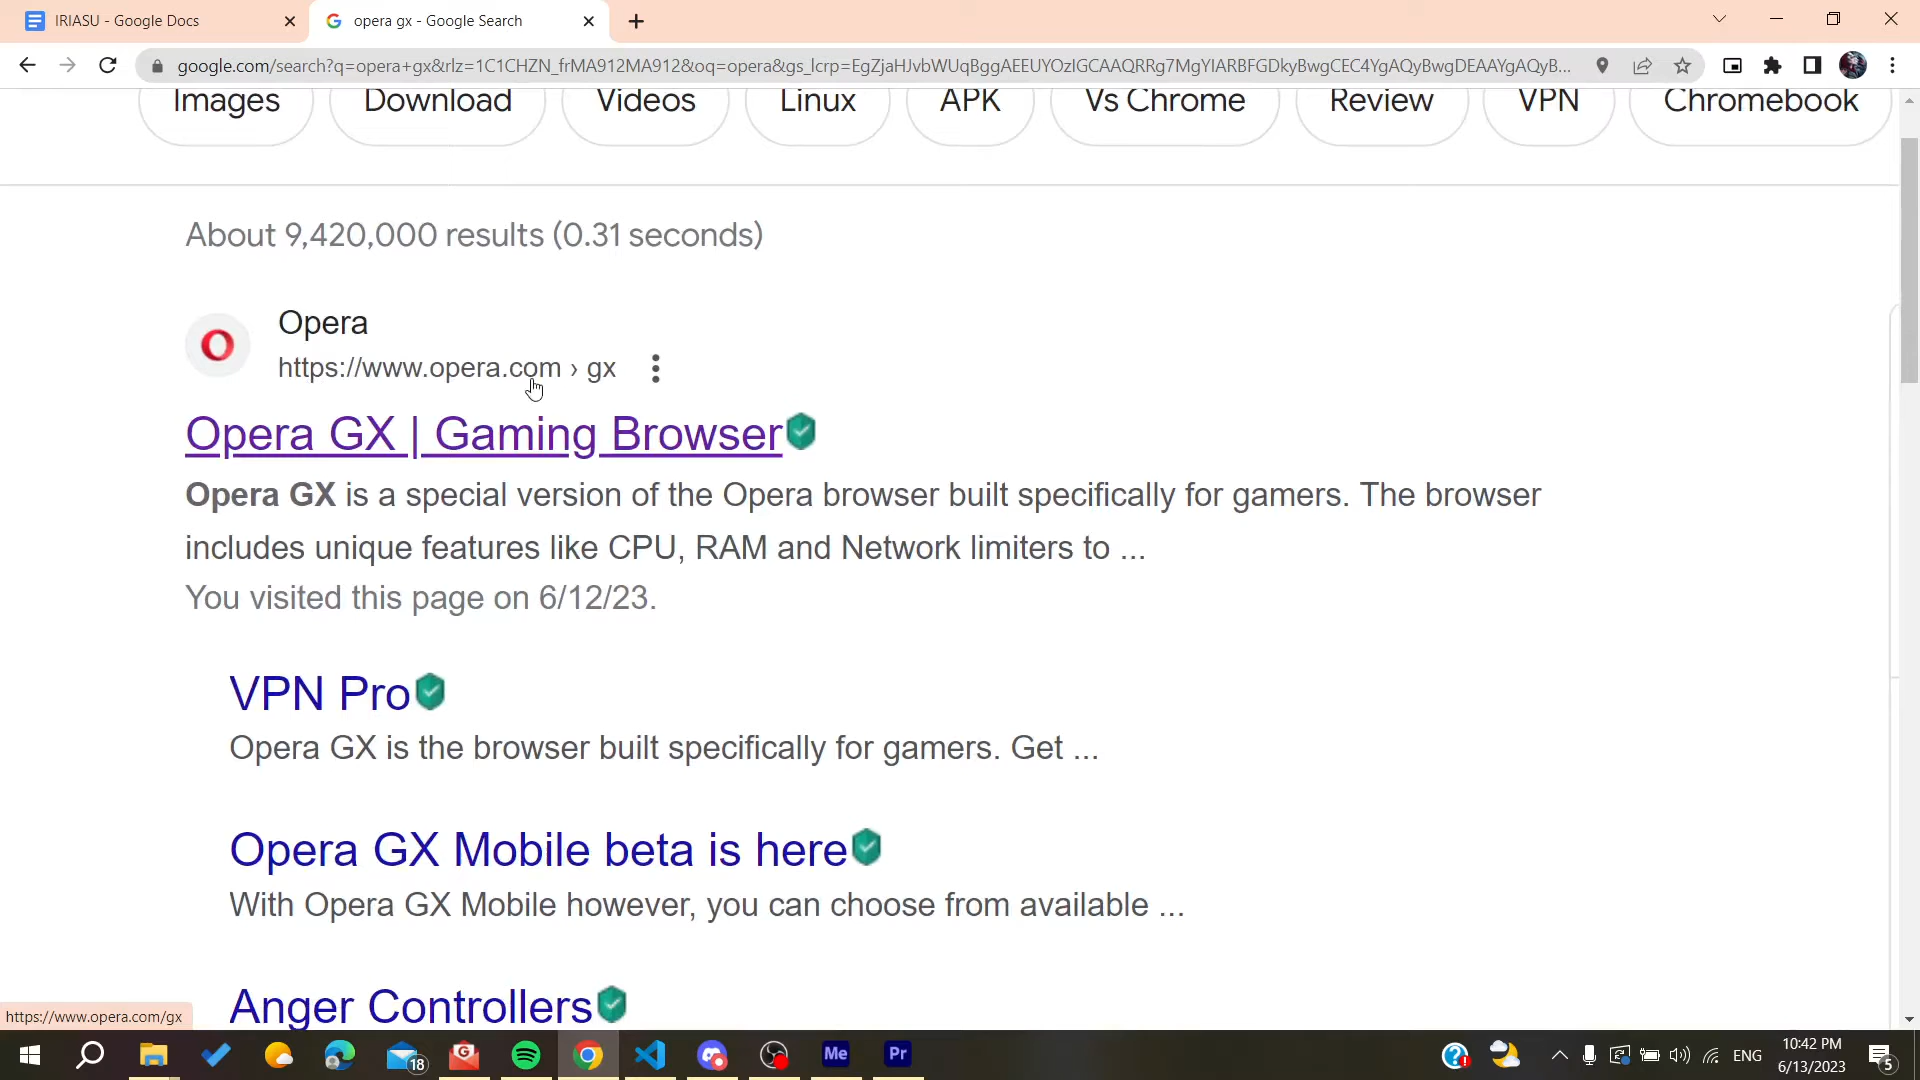 IRIASU - Google Docs
opera gx - Google Search
google.com/search?q=opera+gx&rlz=1C1CHZN_frMA912MA912&oq=opera&gs_lcrp=EgZjaHJvbWUqBggAEEUYOzIGCAAQRRg7MgYIARBFGDkyBwgCEC4YgAQyBwgDEAAYgAQyB...
Images
Download
Videos
Linux
APK
Vs Chrome
Review
VPN
Chromebook
About 9,420,000 results (0.31 seconds)
Opera
https://www.opera.com › gx
Opera GX | Gaming Browser
Opera GX is a special version of the Opera browser built specifically for gamers. The browser
includes unique features like CPU, RAM and Network limiters to ...
You visited this page on 6/12/23.
VPN Pro
Opera GX is the browser built specifically for gamers. Get ...
Opera GX Mobile beta is here
With Opera GX Mobile however, you can choose from available ...
Anger Controllers
https://www.opera.com/gx
18
Me
Pr
ENG
10:42 PM
6/13/2023
5